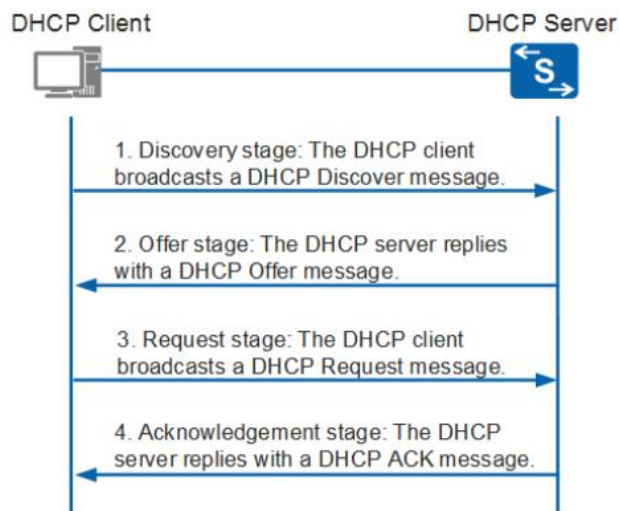 DHCP Client
DHCP Server
S
1. Discovery stage: The DHCP client
broadcasts a DHCP Discover message.
2. Offer stage: The DHCP server replies
with a DHCP Offer message.
3. Request stage: The DHCP client
broadcasts a DHCP Request message.
4. Acknowledgement stage: The DHCP
server replies with a DHCP ACK message.